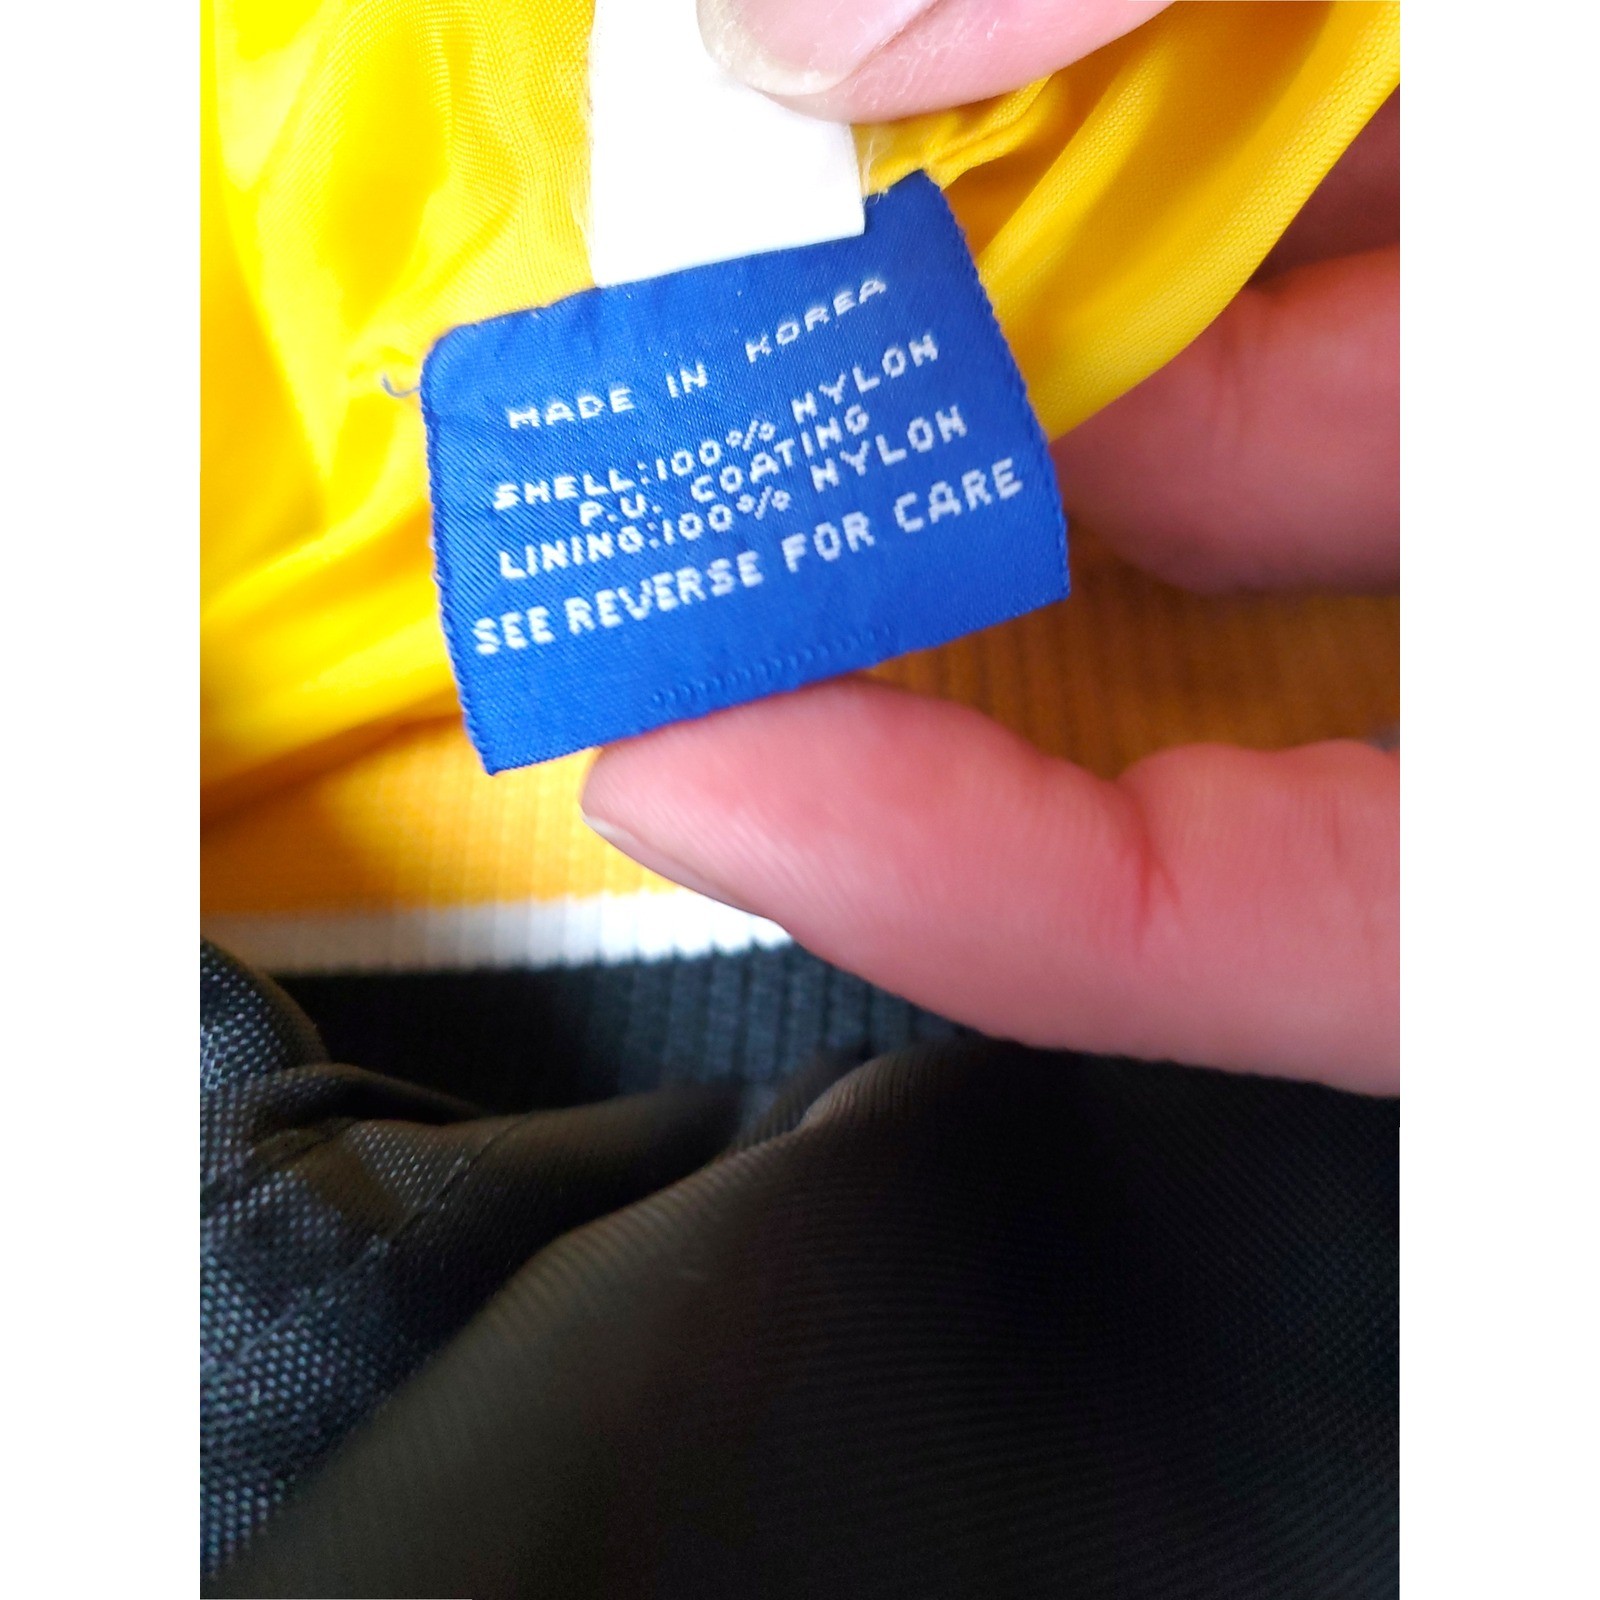 MADE IN KOREA
SHELL:100% NYLON
P.U. COATING
LINING:100% NYLON
SEE REVERSE FOR CARE